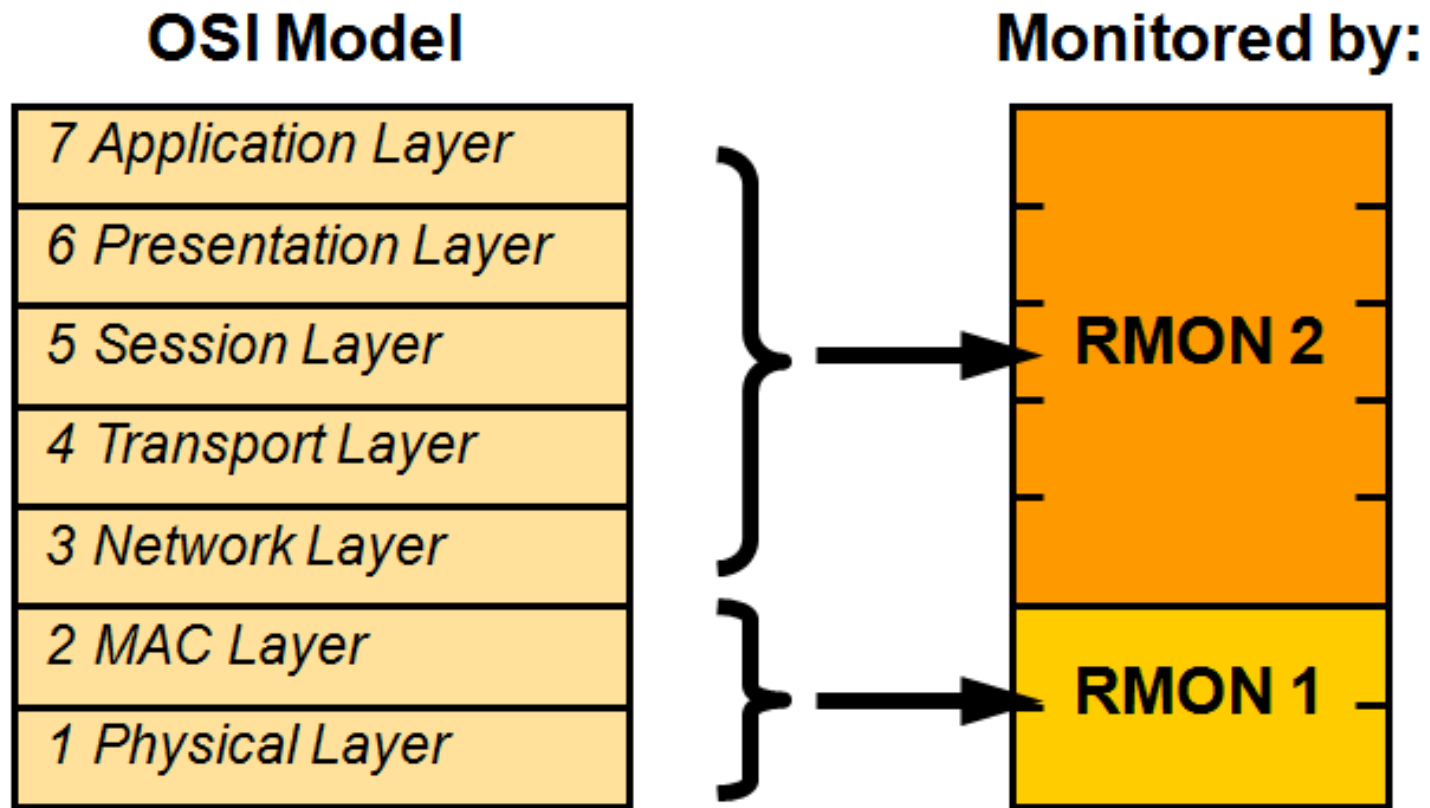 OSI Model
7 Application Layer
6 Presentation Layer
5 Session Layer
4 Transport Layer
3 Network Layer
2 MAC Layer
1 Physical Layer
Monitored by:
RMON 2
RMON 1